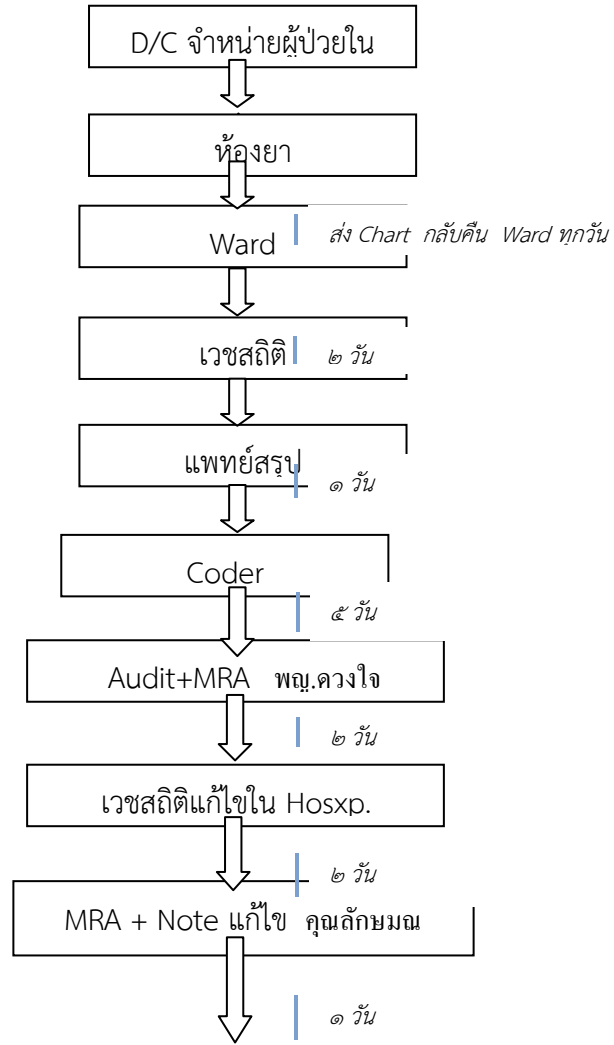 D/C จำหน่ายผู้ป่วยใน
ห้องยา
Ward
ส่ง Chart กลับคืน Ward ทุกวัน
เวชสถิติ
๒ วัน
แพทย์สรุป
๑ วัน
Coder
๕ วัน
Audit+MRA พญ.ดวงใจ
๒ วัน
เวชสถิติแก้ไขใน Hosxp.
๒ วัน
MRA + Note แก้ไข คุณลักษมณ
๑ วัน